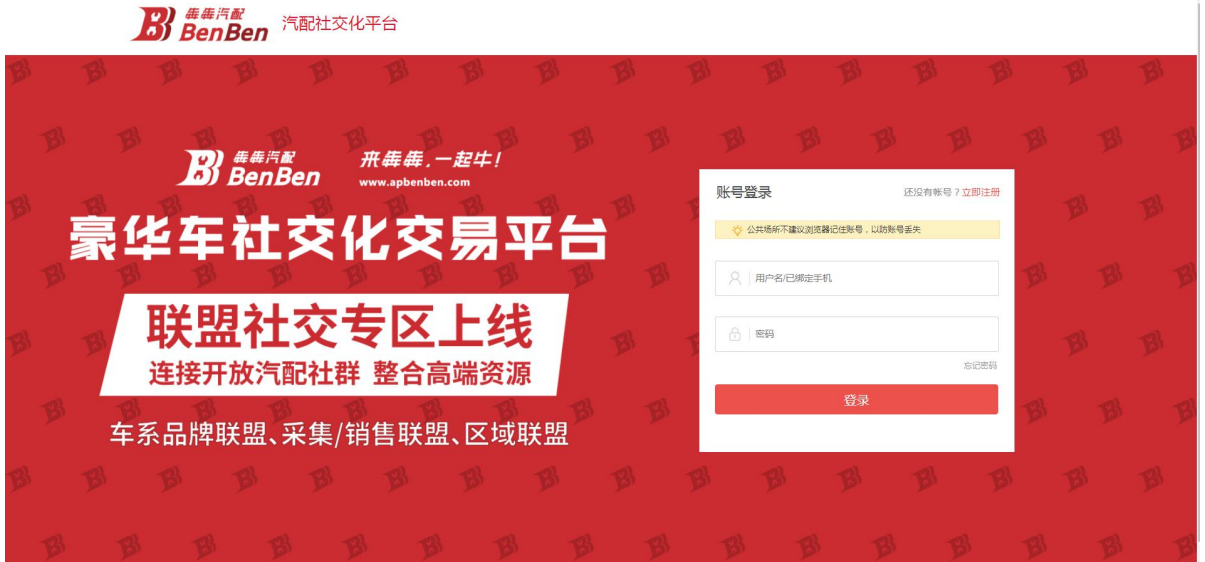 犇犇汽配
BenBen
汽配社交化平台
犇犇汽配
BenBen
来犇犇.一起牛!
www.apbenben.com
豪华车社交化交易平台
联盟社交专区上线
连接开放汽配社群 整合高端资源
车系品牌联盟、采集/销售联盟、区域联盟
账号登录
还没有帐号？立即注册
公共场所不建议浏览器记住账号，以防账号丢失
用户名/已绑定手机
密码
忘记密码
登录